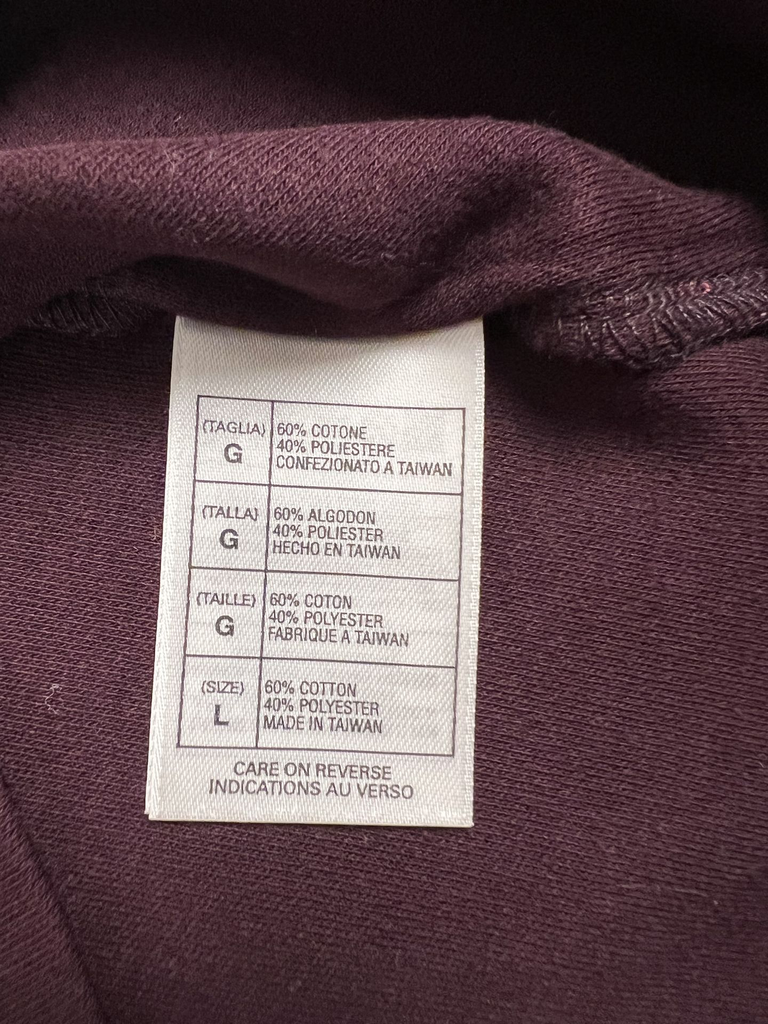 (TAGLIA)
G
60% COTONE
40% POLIESTERE
CONFEZIONATO A TAIWAN
(TALLA)
G
60% ALGODON
40% POLIESTER
HECHO EN TAIWAN
(TAILLE)
G
60% COTON
40% POLYESTER
FABRIQUE A TAIWAN
(SIZE)
L
60% COTTON
40% POLYESTER
MADE IN TAIWAN
CARE ON REVERSE
INDICATIONS AU VERSO